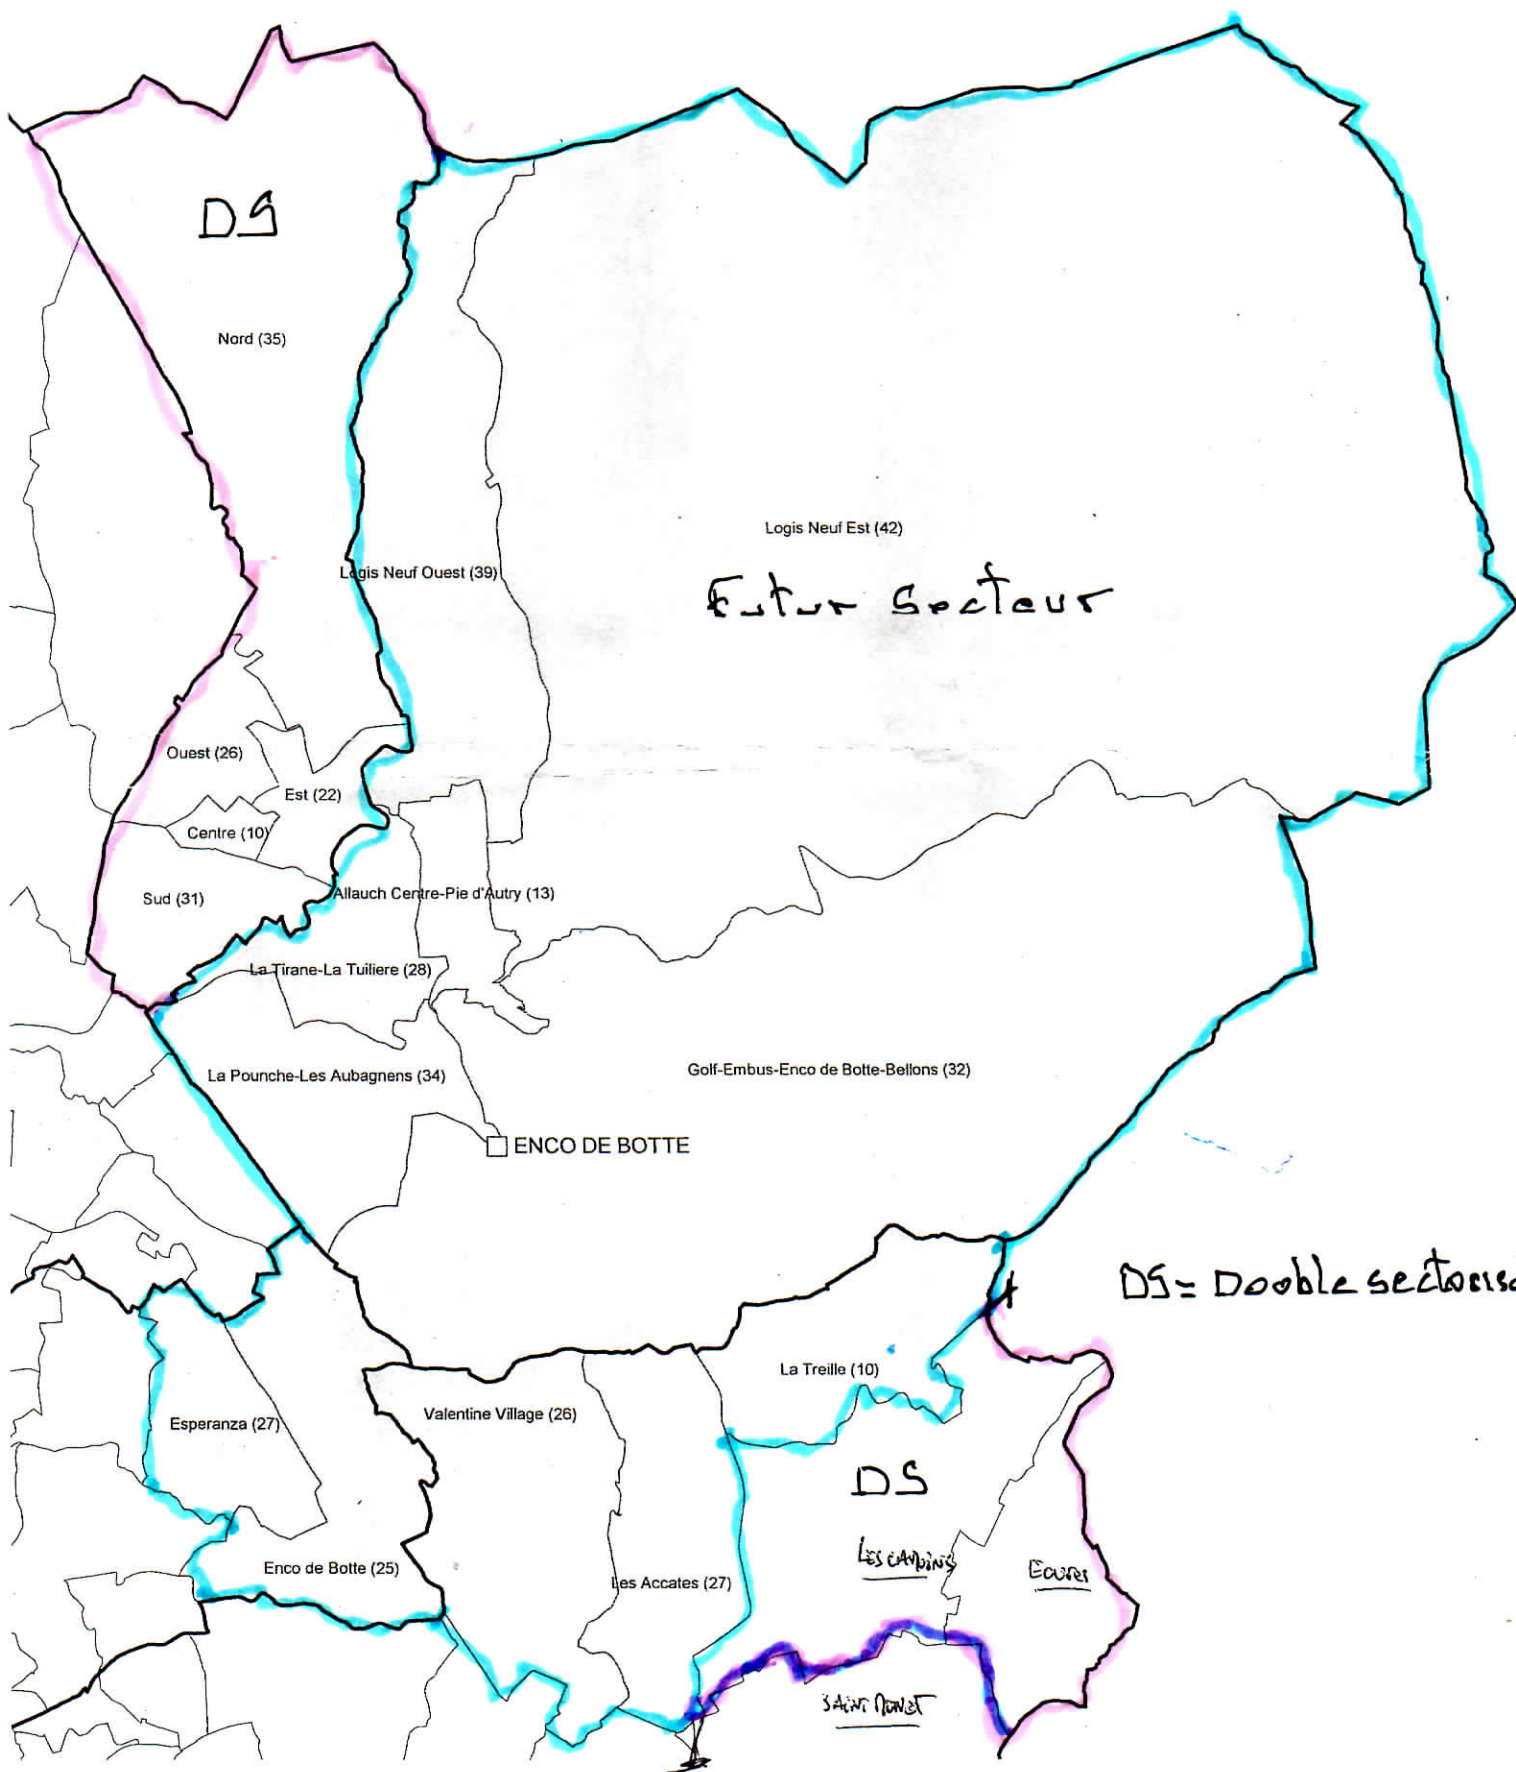 DS
Nord (35)
Logis Neuf Est (42)
Logis Neuf Ouest (39)
Futur Secteur
Ouest (26)
Est (22)
Centre (10)
Sud (31)
Allauch Centre-Pie d'Autry (13)
La Tirane-La Tuiliere (28)
La Pounche-Les Aubagnens (34)
Golf-Embus-Enco de Botte-Bellons (32)
ENCO DE BOTTE
DS = Double sectoris
La Treille (10)
Esperanza (27)
Valentine Village (26)
DS
Enco de Botte (25)
Les Accates (27)
LES
SAINT MENET